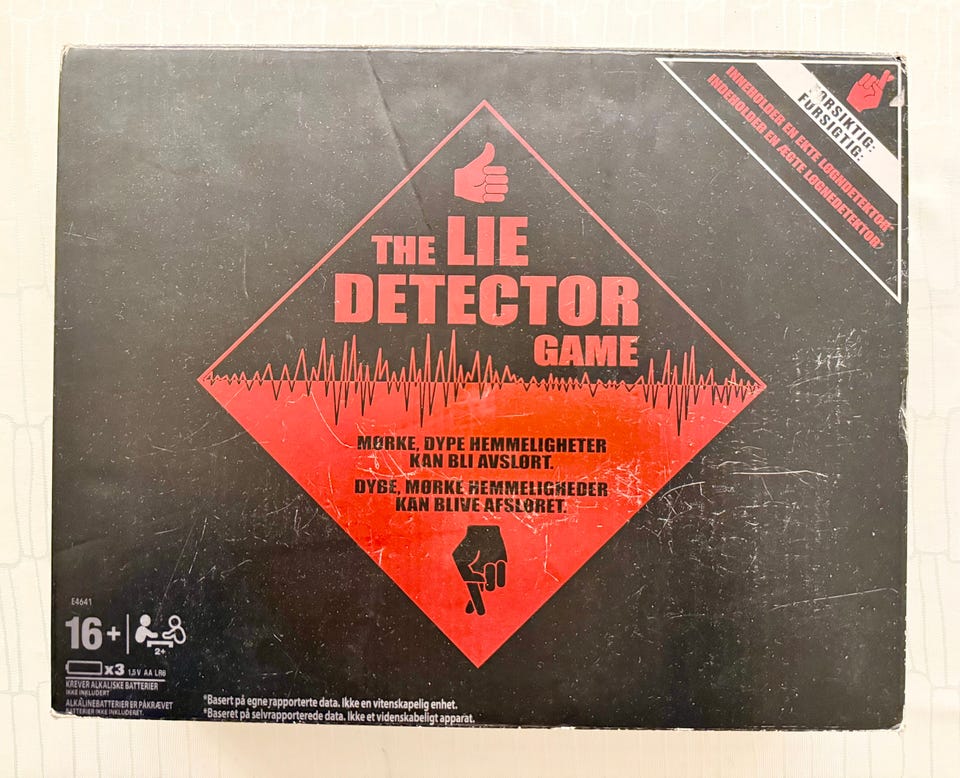 FORSIKTIG:
FORSIGTIG:
INNEHOLDER EN EKTE LØGNDETEKTOR*
INDEHOLDER EN ÆGTE LØGNEDETEKTOR*
THE LIE
DETECTOR
GAME
MØRKE, DYPE HEMMELIGHETER
KAN BLI AVSLØRT.
DYBE, MØRKE HEMMELIGHEDER
KAN BLIVE AFSLØRET.
E4641
16+
2+
x3 1,5V AA LR6
KREVER ALKALISKE BATTERIER
IKKE INKLUDERT
ALKALINEBATTERIER ER PÅKRÆVET
BATTERIER IKKE INKLUDERET.
*Basert på egne rapporterte data. Ikke en vitenskapelig enhet.
*Baseret på selvrapporterede data. Ikke et videnskabeligt apparat.